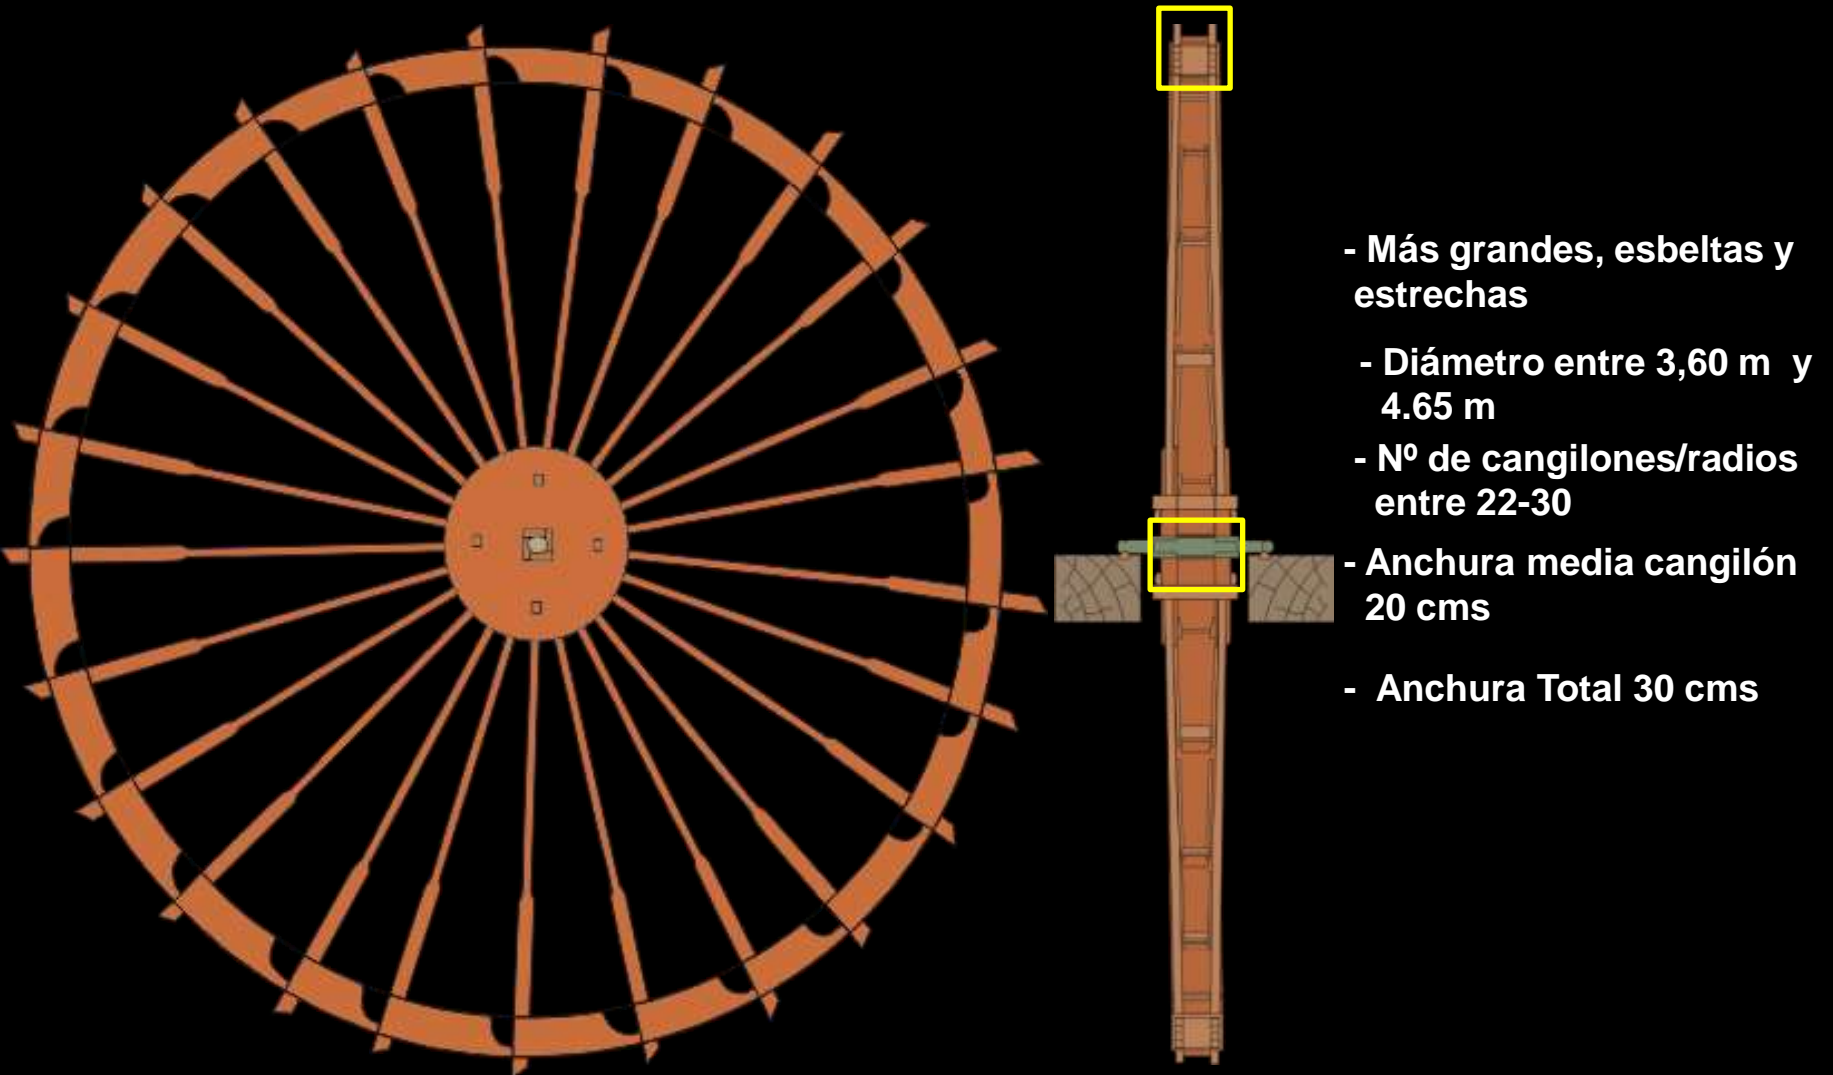 - Más grandes, esbeltas y
estrechas
- Diámetro entre 3,60 m y
4.65 m
- Nº de cangilones/radios
entre 22-30
- Anchura media cangilón
20 cms
- Anchura Total 30 cms